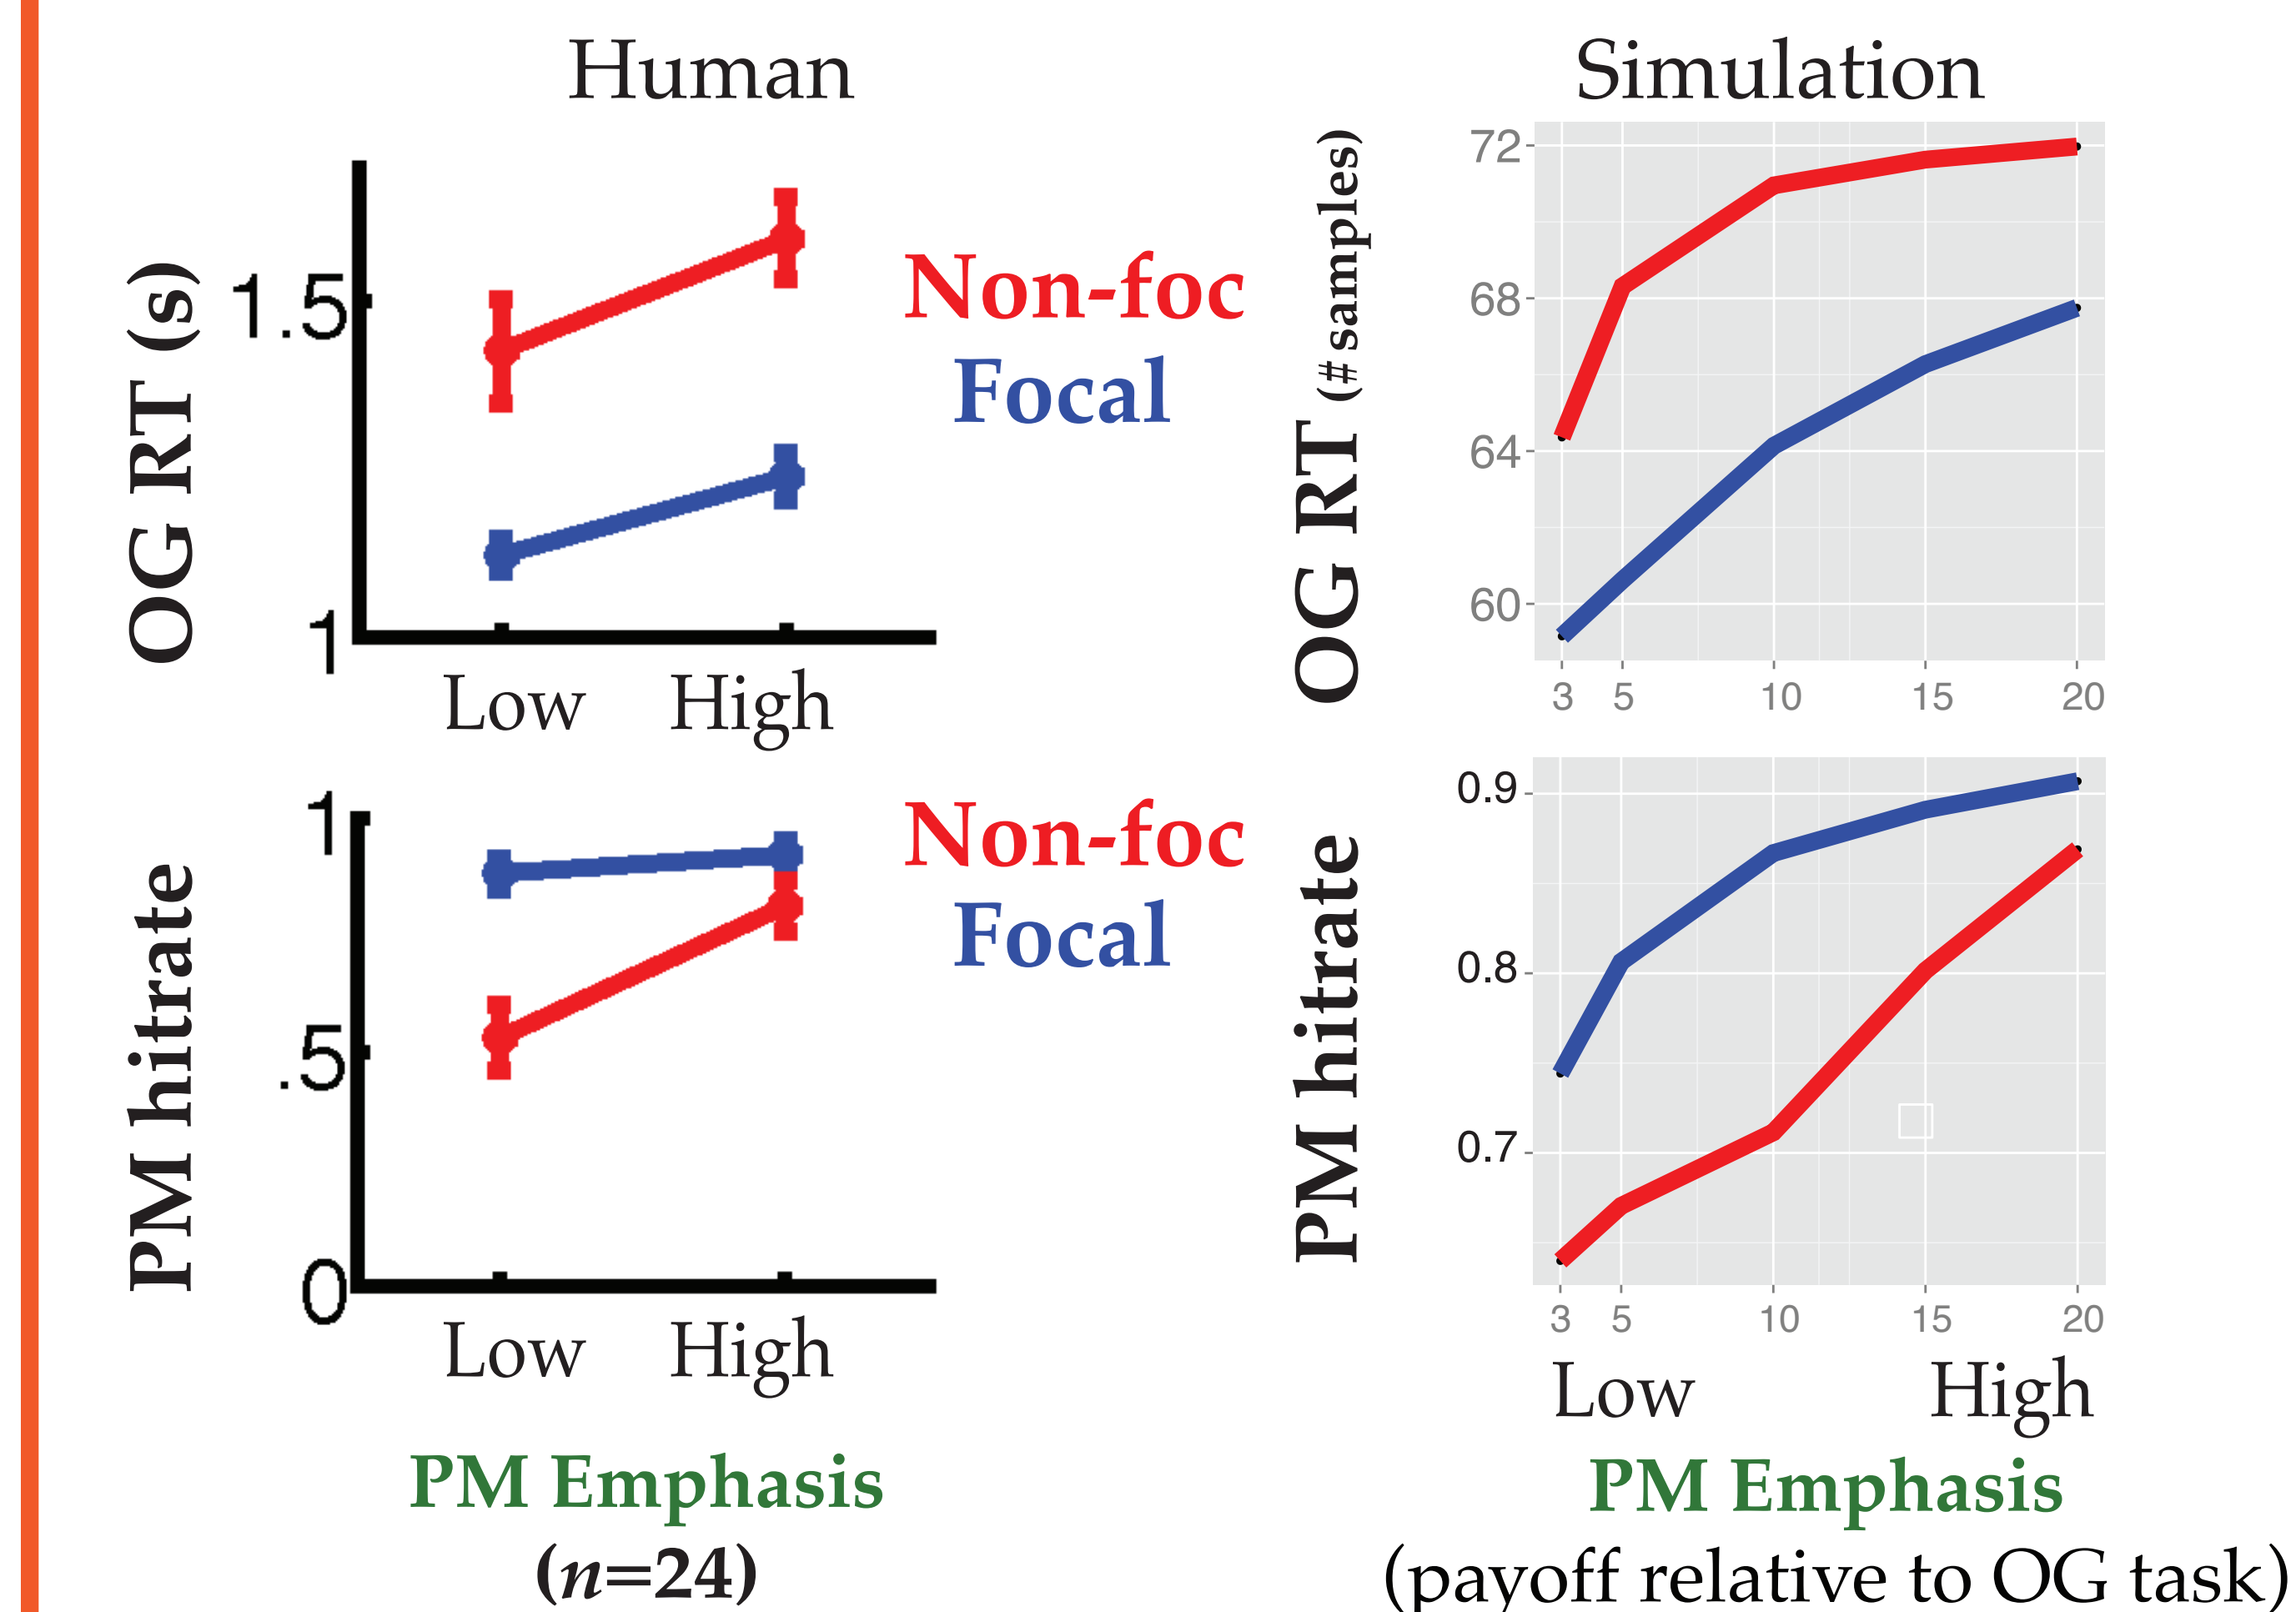 Human
OG RT (s)
1.5
1
Low High
Non-foc
Focal
Simulation
OG RT (# samples)
72
68
64
60
3 5 10 15 20
PM hitrate
1
.5
0
Low High
Non-foc
Focal
PM Emphasis
(n=24)
PM hitrate
0.9
0.8
0.7
3 5 10 15 20
Low High
PM Emphasis
(payoff relative to OG task)